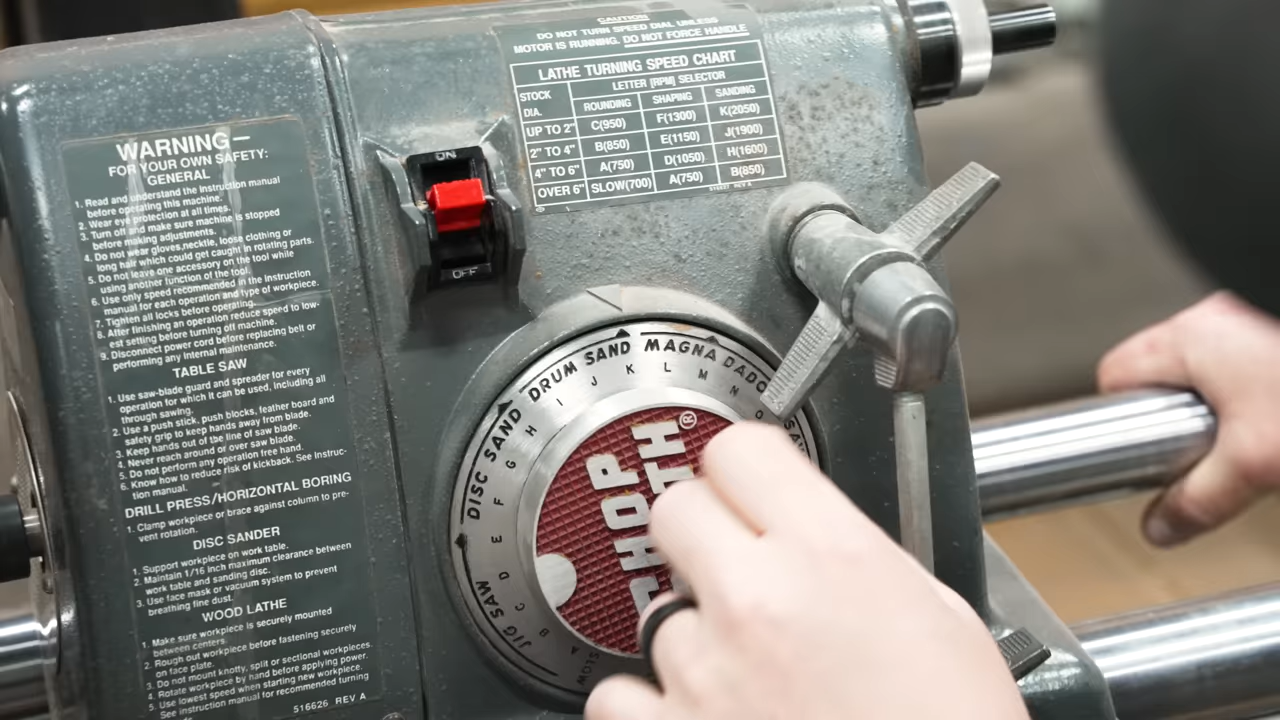 WARNING—
FOR YOUR OWN SAFETY:
GENERAL
1. Read and understand the instruction manual
before operating this machine.
2. Wear eye protection at all times.
3. Turn off and make sure machine is stopped
before making adjustments.
4. Do not wear gloves,necktie, loose clothing or
long hair which could get caught in rotating parts.
5. Do not leave one accessory on the tool while
using another function of the tool.
6. Use only speed recommended in the Instruction
manual for each operation and type of workpiece.
7. Tighten all locks before operating.
8. After finishing an operation reduce speed to low-
est setting before turning off machine.
9. Disconnect power cord before replacing belt or
performing any internal maintenance.
TABLE SAW
1. Use saw-blade guard and spreader for every
operation for which it can be used, including all
through sawing.
2. Use a push stick, push blocks, feather board and
safety grip to keep hands away from blade.
3. Keep hands out of the line of saw blade.
4. Never reach around or over saw blade.
5. Do not perform any operation free hand.
6. Know how to reduce risk of kickback. See Instruc-
tion manual.
DRILL PRESS/HORIZONTAL BORING
1. Clamp workpiece or brace against column to pre-
vent rotation.
DISC SANDER
1. Support workpiece on work table.
2. Maintain 1/16 inch maximum clearance between
work table and sanding disc.
3. Use face mask or vacuum system to prevent
breathing fine dust.
WOOD LATHE
1. Make sure workpiece is securely mounted
between centers.
2. Rough out workpiece before fastening securely
on face plate.
3. Do not mount knotty, split or sectional workpieces.
4. Rotate workpiece by hand before applying power.
5. Use lowest speed when starting new workpiece.
See instruction manual for recommended turning
516626 REV A
ON
OFF
CAUTION
DO NOT TURN SPEED DIAL UNLESS
MOTOR IS RUNNING. DO NOT FORCE HANDLE
LATHE TURNING SPEED CHART
STOCK DIA. LETTER [RPM] SELECTOR
ROUNDING SHAPING SANDING
UP TO 2" C(950) F(1300) K(2050)
2" TO 4" B(850) E(1150) J(1900)
4" TO 6" A(750) D(1050) H(1600)
OVER 6" SLOW(700) A(750) B(850)
516627 REV A
SLOW JIG SAW DISC SAND DRUM SAND MAGNA DADO SAW
A B C D E F G H I J K L M N O
SHOP
®